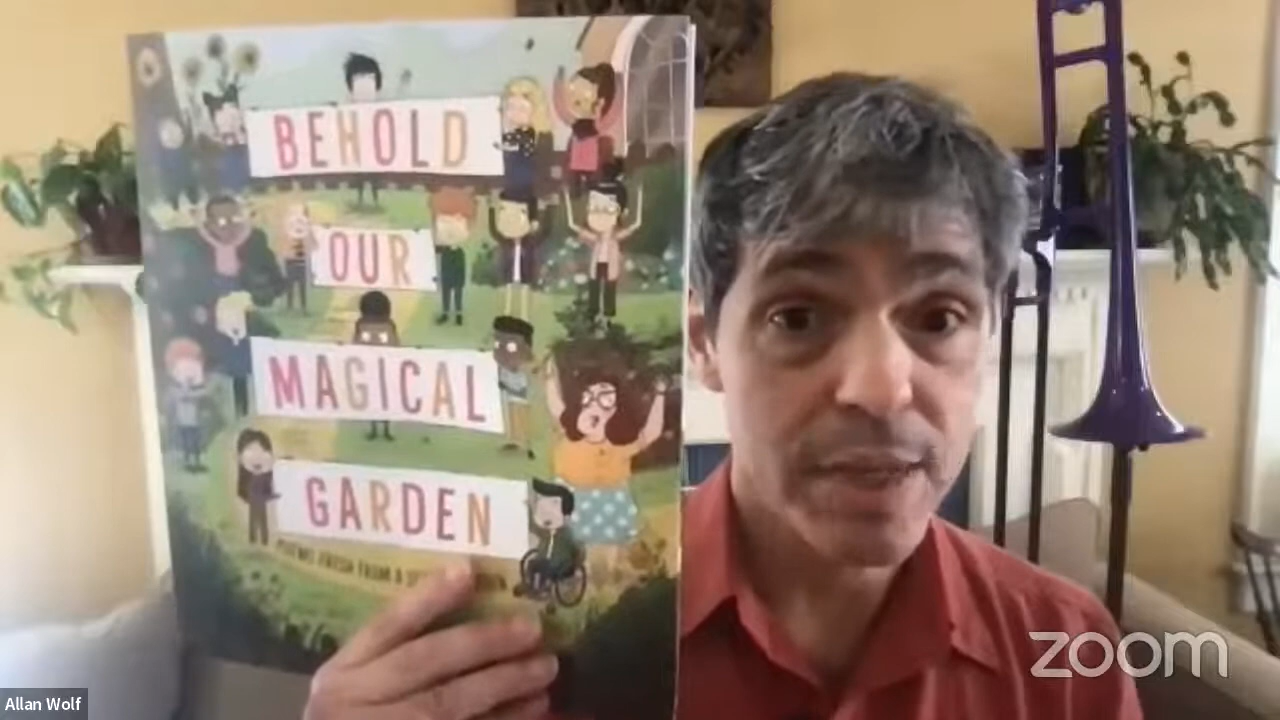 BEHOLD
OUR
MAGICAL
GARDEN
POEMS FRESH FROM A
zoom
Allan Wolf